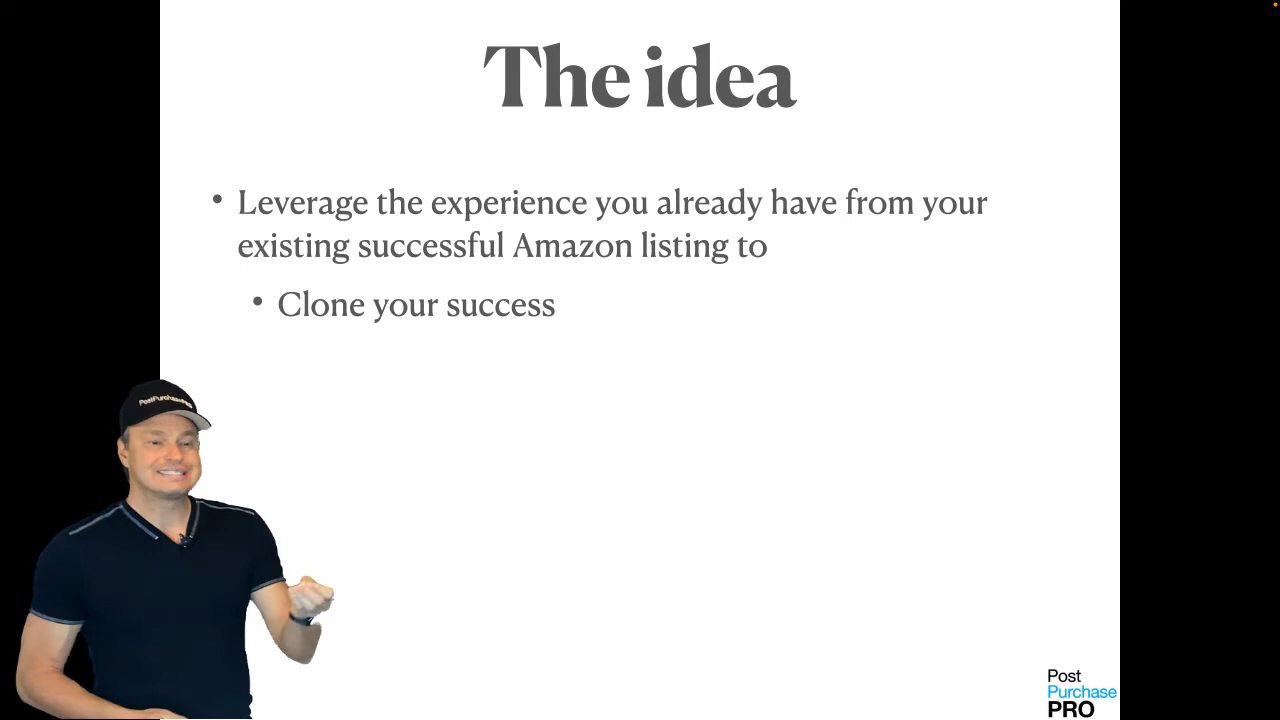 The idea
• Leverage the experience you already have from your
existing successful Amazon listing to
• Clone your success
PostPurchasePRO
Post
Purchase
PRO